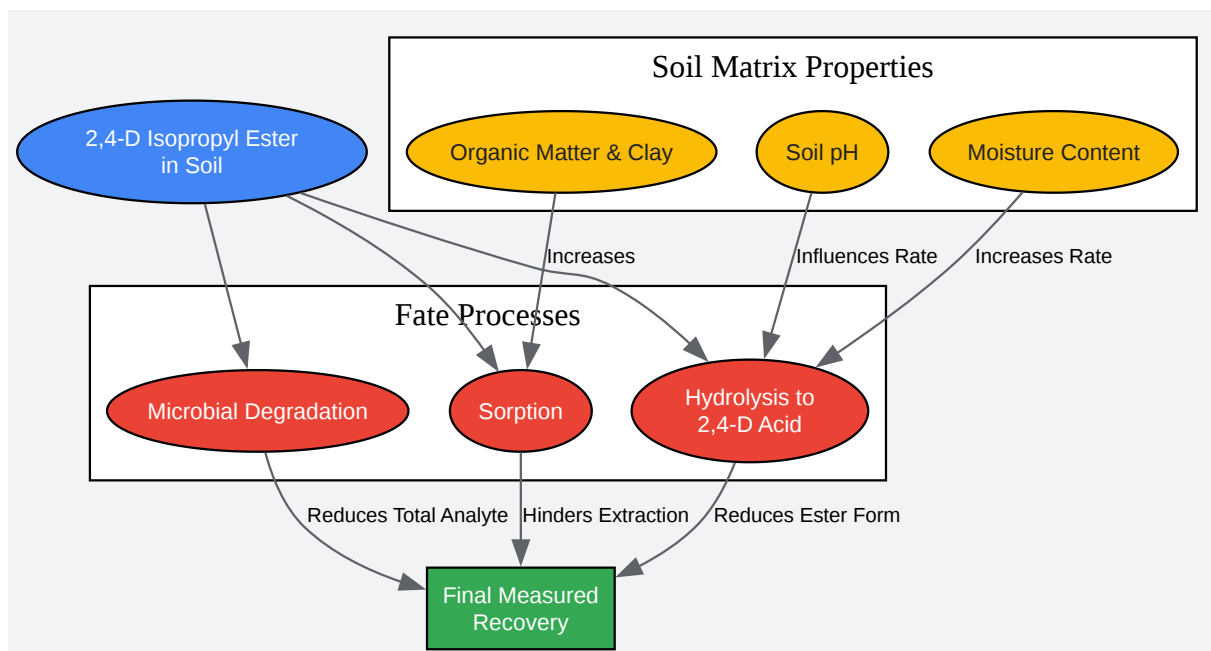 Soil Matrix Properties
2,4-D Isopropyl Ester
in Soil
Organic Matter & Clay
Soil pH
Moisture Content
Increases
Influences Rate
Increases Rate
Fate Processes
Microbial Degradation
Sorption
Hydrolysis to
2,4-D Acid
Reduces Total Analyte
Hinders Extraction
Reduces Ester Form
Final Measured
Recovery